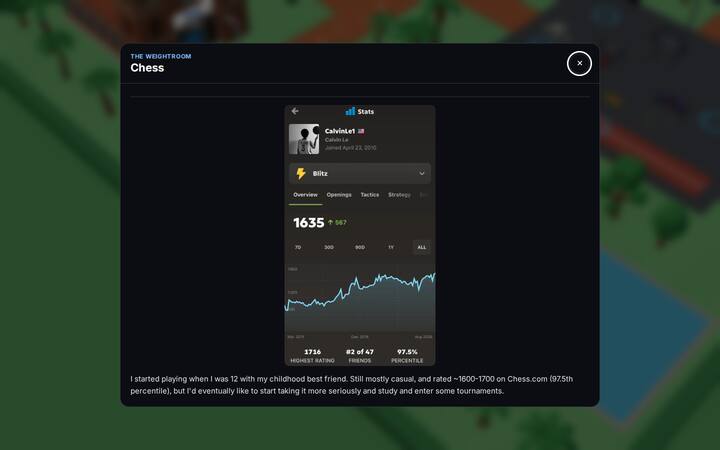 THE WEIGHTROOM
Chess
×
Stats
CalvinLe1
Calvin Le
Joined April 23, 2010
Blitz
Overview Openings Tactics Strategy
1635 ↑ 567
7D 30D 90D 1Y ALL
1716 #2 of 47 97.5%
HIGHEST RATING FRIENDS PERCENTILE
I started playing when I was 12 with my childhood best friend. Still mostly casual, and rated ~1600-1700 on Chess.com (97.5th
percentile), but I'd eventually like to start taking it more seriously and study and enter some tournaments.